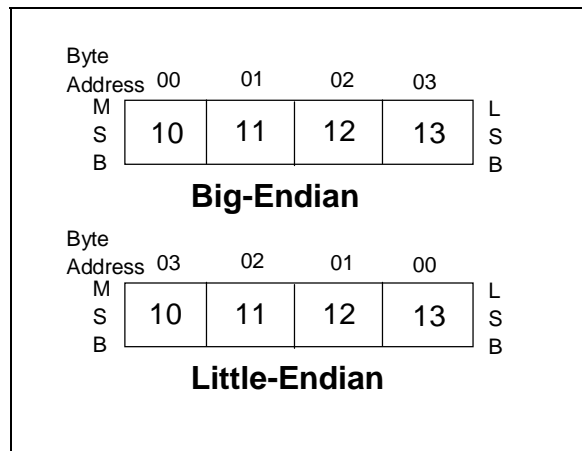 Byte
Address 00 01 02 03
M L
S 10 11 12 13 S
B B
Big-Endian
Byte
Address 03 02 01 00
M L
S 10 11 12 13 S
B B
Little-Endian